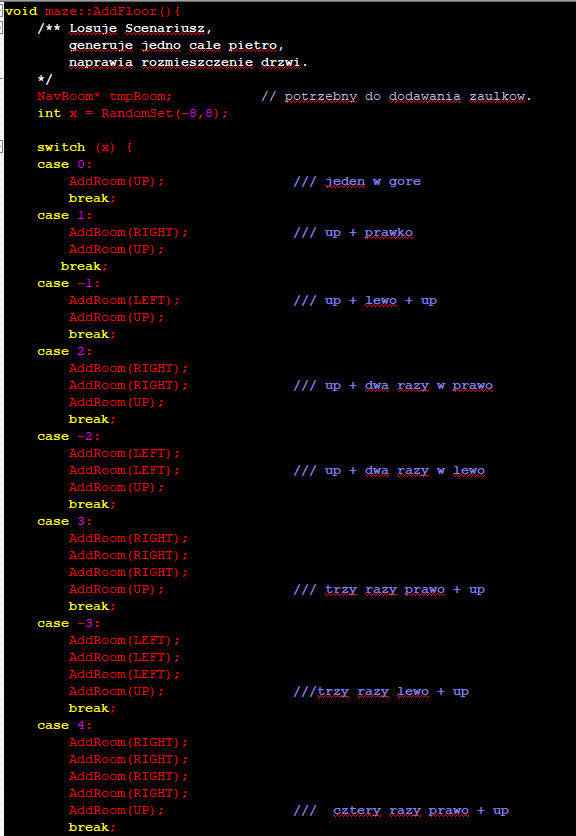 void maze::AddFloor(){
/** Losuje Scenariusz,
generuje jedno cale pietro,
naprawia rozmieszczenie drzwi.
*/
NavRoom* tmpRoom; // potrzebny do dodawania zaulkow.
int x = RandomSet(-8,8);
switch (x) {
case 0:
AddRoom(UP); /// jeden w gore
break;
case 1:
AddRoom(RIGHT); /// up + prawko
AddRoom(UP);
break;
case -1:
AddRoom(LEFT); /// up + lewo + up
AddRoom(UP);
break;
case 2:
AddRoom(RIGHT);
AddRoom(RIGHT); /// up + dwa razy w prawo
AddRoom(UP);
break;
case -2:
AddRoom(LEFT);
AddRoom(LEFT); /// up + dwa razy w lewo
AddRoom(UP);
break;
case 3:
AddRoom(RIGHT);
AddRoom(RIGHT);
AddRoom(RIGHT);
AddRoom(UP); /// trzy razy prawo + up
break;
case -3:
AddRoom(LEFT);
AddRoom(LEFT);
AddRoom(LEFT);
AddRoom(UP); ///trzy razy lewo + up
break;
case 4:
AddRoom(RIGHT);
AddRoom(RIGHT);
AddRoom(RIGHT);
AddRoom(RIGHT);
AddRoom(UP); /// cztery razy prawo + up
break;